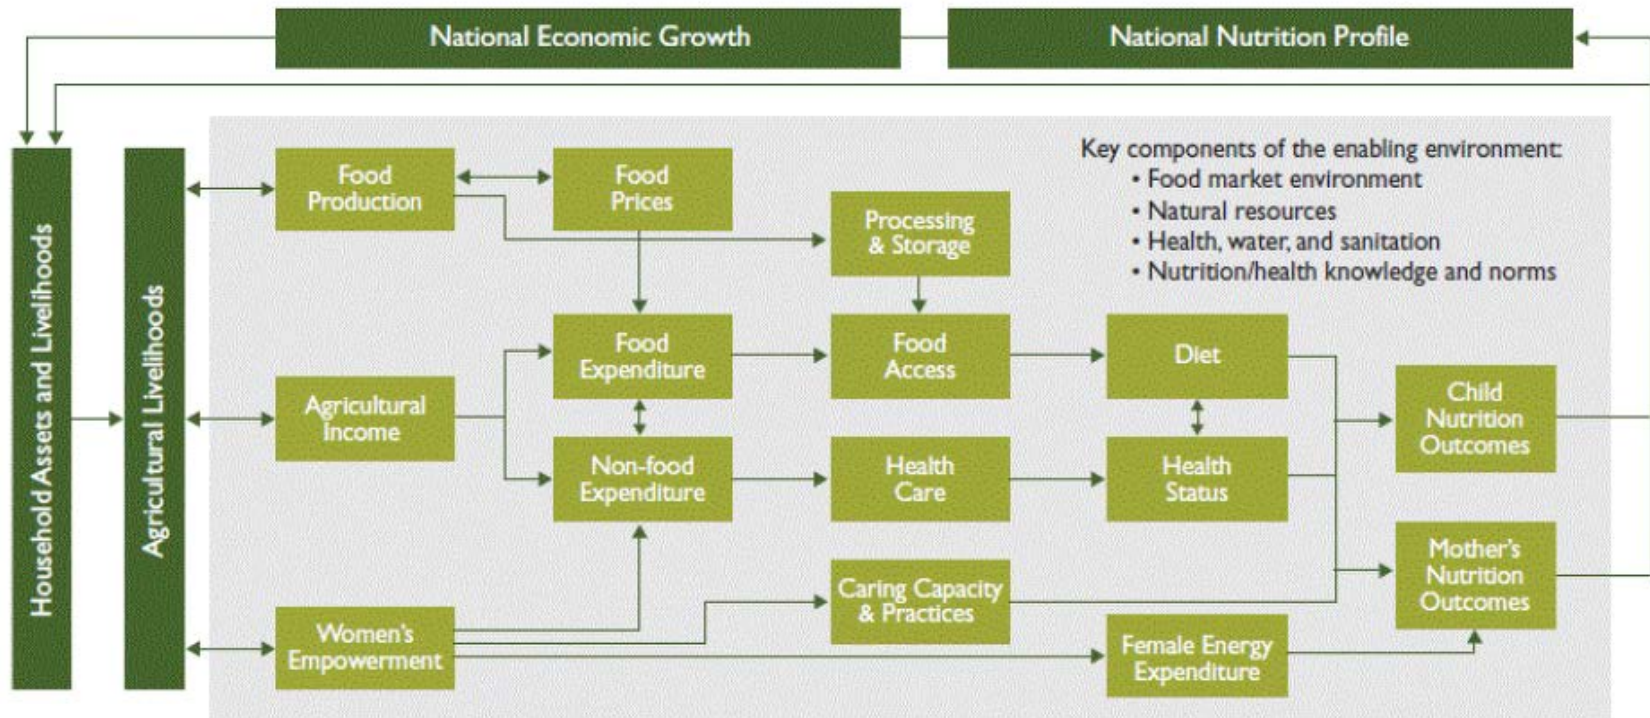 National Economic Growth
National Nutrition Profile
Household Assets and Livelihoods
Agricultural Livelihoods
Key components of the enabling environment:
• Food market environment
• Natural resources
• Health, water, and sanitation
• Nutrition/health knowledge and norms
Food
Production
Food
Prices
Processing
& Storage
Agricultural
Income
Food
Expenditure
Food
Access
Diet
Non-food
Expenditure
Health
Care
Health
Status
Child
Nutrition
Outcomes
Women's
Empowerment
Caring Capacity
& Practices
Female Energy
Expenditure
Mother's
Nutrition
Outcomes